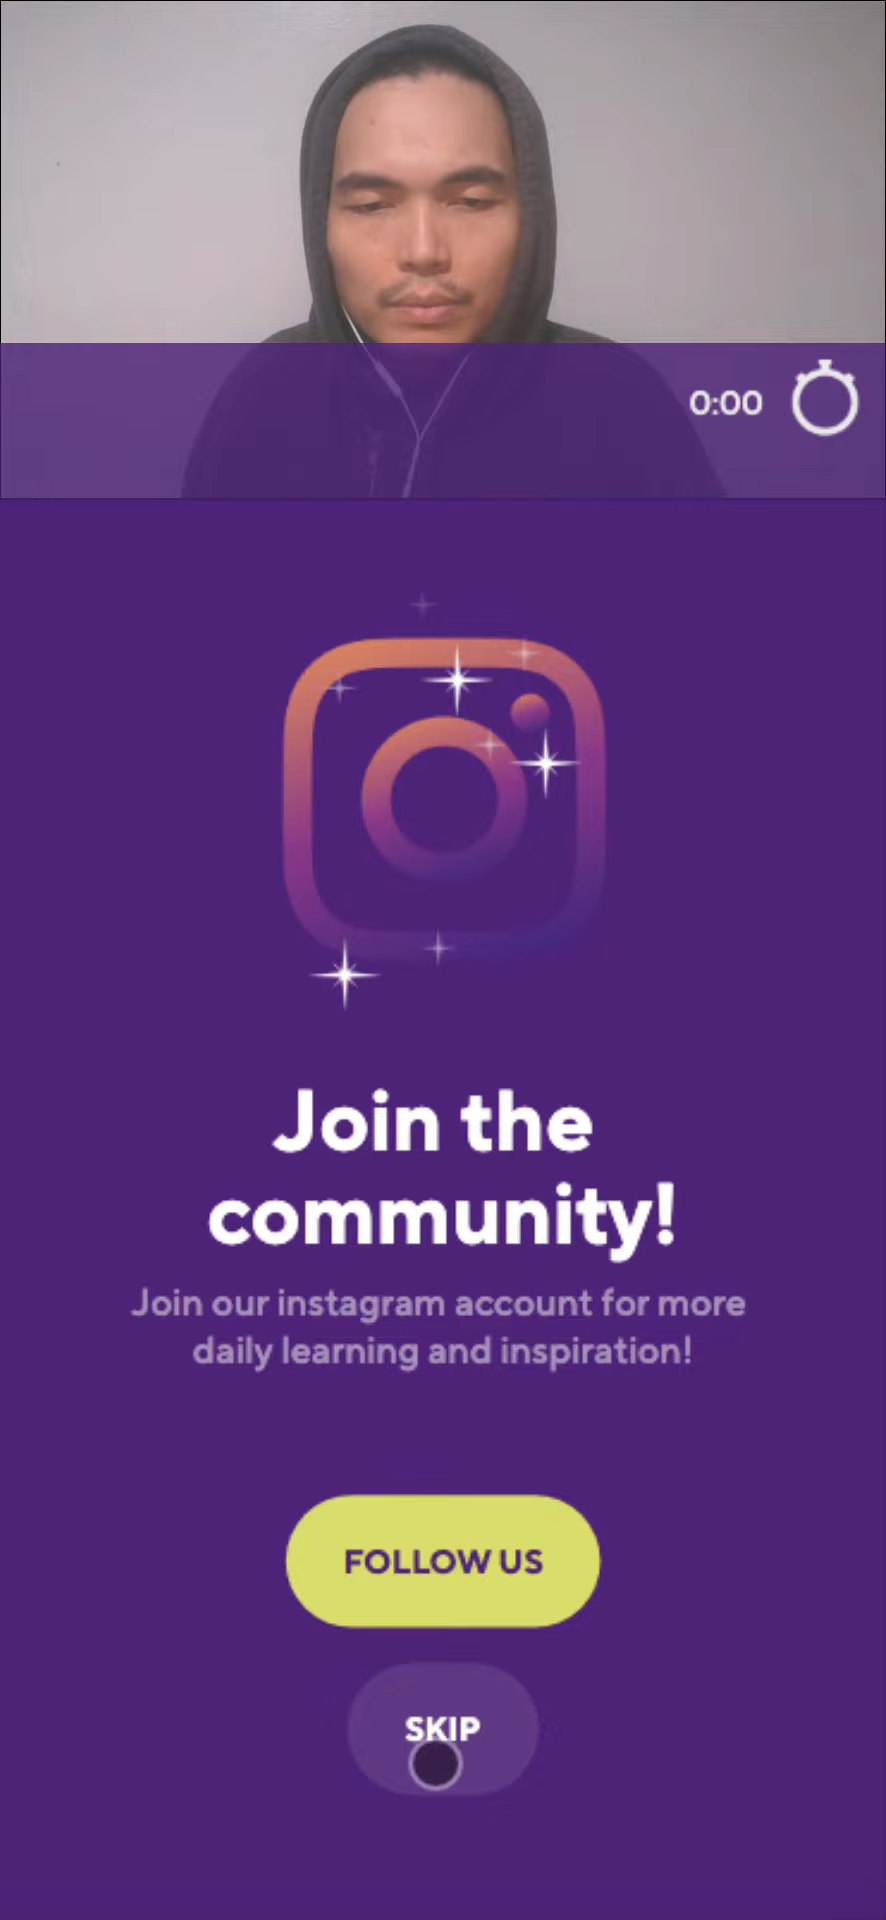 0:00
Join the
community!
Join our instagram account for more
daily learning and inspiration!
FOLLOW US
SKIP